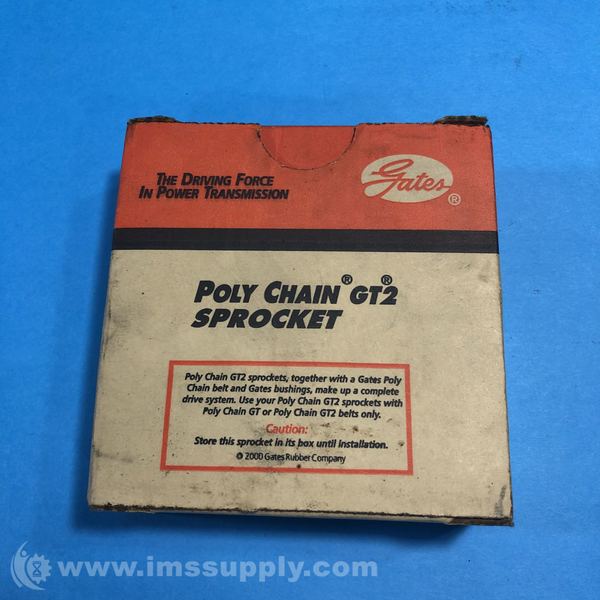 THE DRIVING FORCE
IN POWER TRANSMISSION
Gates ®
POLY CHAIN® GT®2
SPROCKET
Poly Chain GT2 sprockets, together with a Gates Poly
Chain belt and Gates bushings, make up a complete
drive system. Use your Poly Chain GT2 sprockets with
Poly Chain GT or Poly Chain GT2 belts only.
Caution:
Store this sprocket in its box until installation.
© 2000 Gates Rubber Company
www.imssupply.com